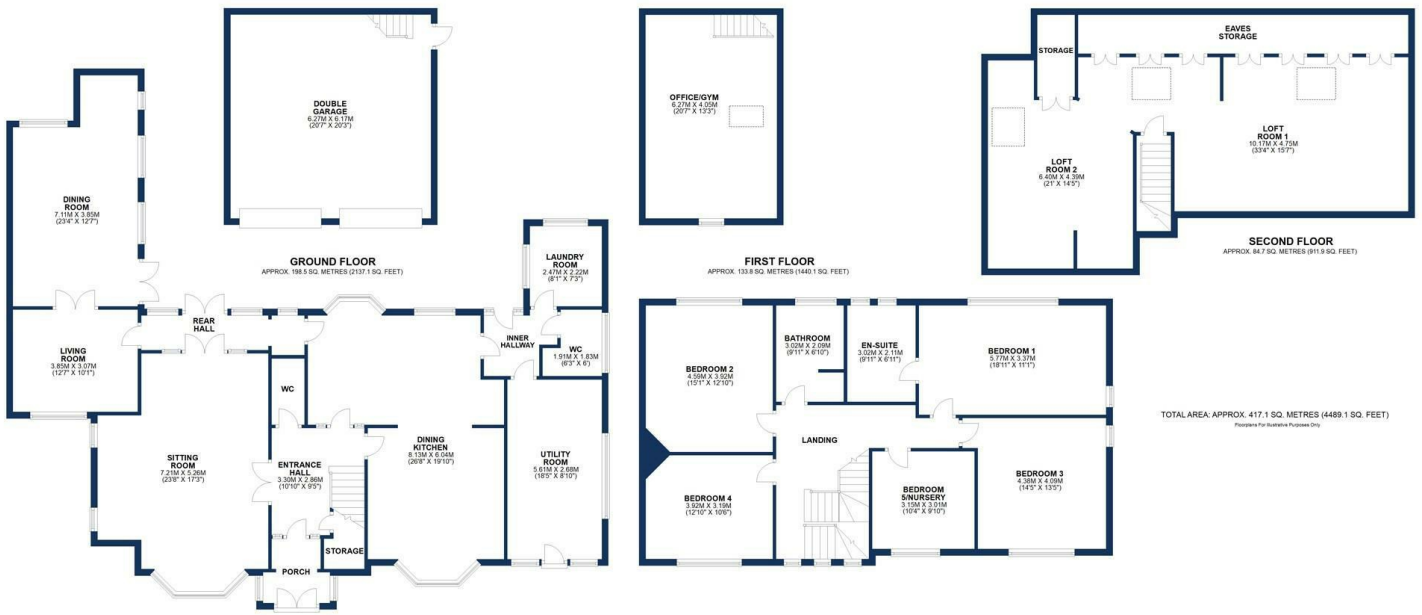 DOUBLE
GARAGE
6.27M X 6.17M
(20'7" X 20'3")
DINING
ROOM
7.11M X 3.85M
(23'4" X 12'7")
GROUND FLOOR
APPROX. 198.5 SQ. METRES (2137.1 SQ. FEET)
LAUNDRY
ROOM
2.47M X 2.22M
(8'1" X 7'3")
REAR
HALL
INNER
HALLWAY
WC
1.91M X 1.83M
(6'3" X 6')
LIVING
ROOM
3.85M X 3.07M
(12'7" X 10'1")
WC
SITTING
ROOM
7.21M X 5.26M
(23'8" X 17'3")
ENTRANCE
HALL
3.30M X 2.86M
(10'10" X 9'5")
DINING
KITCHEN
8.13M X 6.04M
(26'8" X 19'10")
UTILITY
ROOM
5.61M X 2.68M
(18'5" X 8'10")
STORAGE
PORCH
OFFICE/GYM
6.27M X 4.05M
(20'7" X 13'3")
FIRST FLOOR
APPROX. 133.8 SQ. METRES (1440.1 SQ. FEET)
BEDROOM 2
4.59M X 3.92M
(15'1" X 12'10")
BATHROOM
3.02M X 2.09M
(9'11" X 6'10")
EN-SUITE
3.02M X 2.11M
(9'11" X 6'11")
BEDROOM 1
5.77M X 3.37M
(18'11" X 11'1")
LANDING
BEDROOM 4
3.92M X 3.19M
(12'10" X 10'6")
BEDROOM
5/NURSERY
3.15M X 3.01M
(10'4" X 9'10")
BEDROOM 3
4.38M X 4.09M
(14'5" X 13'5")
EAVES
STORAGE
STORAGE
LOFT
ROOM 1
10.17M X 4.75M
(33'4" X 15'7")
LOFT
ROOM 2
6.40M X 4.39M
(21' X 14'5")
SECOND FLOOR
APPROX. 84.7 SQ. METRES (911.9 SQ. FEET)
TOTAL AREA: APPROX. 417.1 SQ. METRES (4489.1 SQ. FEET)
Floorplans For Illustrative Purposes Only